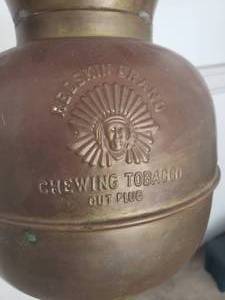 REDSKIN BRAND
CHEWING TOBACCO
CUT PLUG